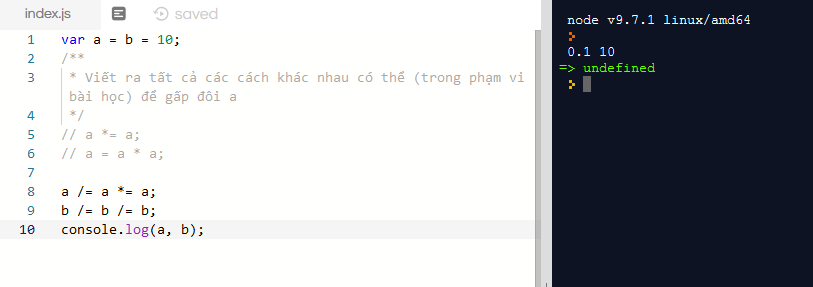 index.js saved
1 var a = b = 10;
2 /**
3 * Viết ra tất cả các cách khác nhau có thể (trong phạm vi
bài học) để gấp đôi a
4 */
5 // a *= a;
6 // a = a * a;
7
8 a /= a *= a;
9 b /= b /= b;
10 console.log(a, b);
node v9.7.1 linux/amd64
0.1 10
=> undefined